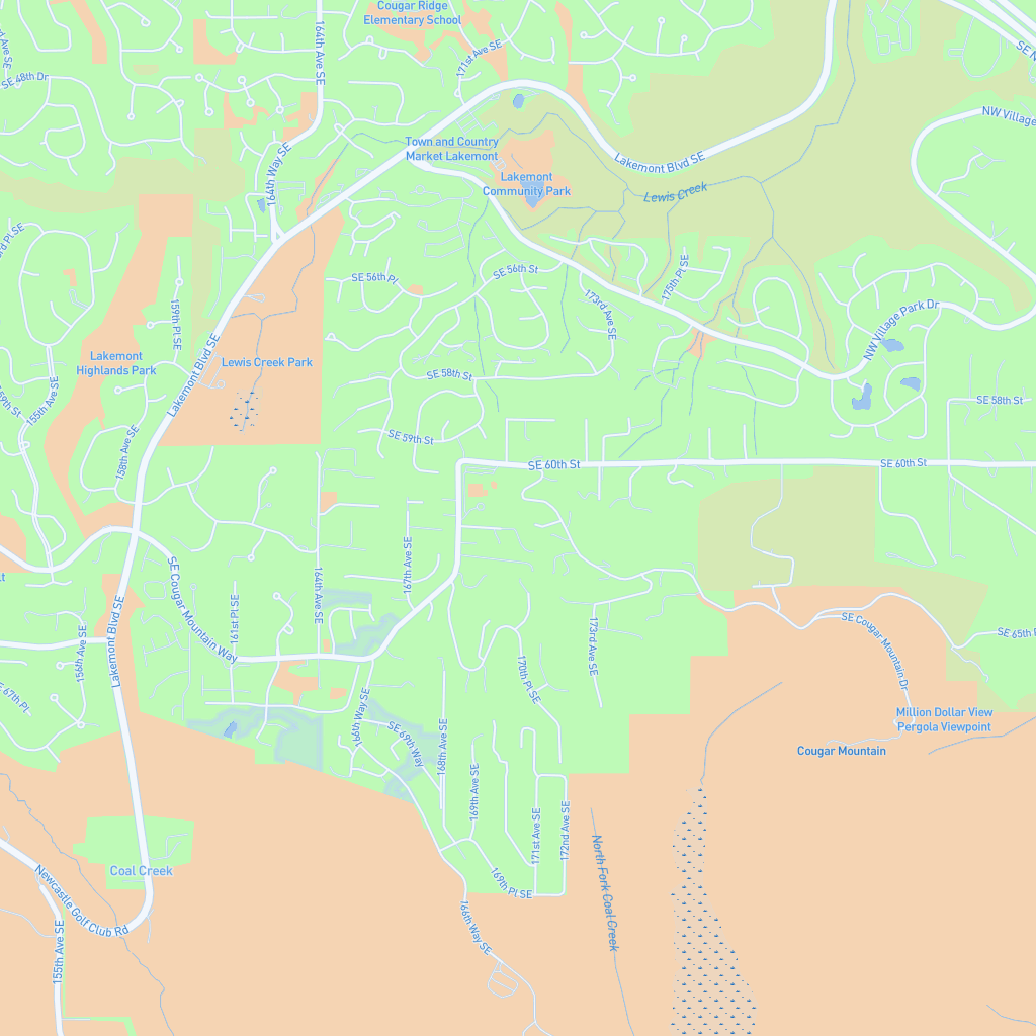 Cougar Ridge
Elementary School
164th Ave SE
171st Ave SE
SE 48th Dr
NW Village
Town and Country
Market Lakemont
Lakemont Blvd SE
164th Way SE
Lakemont
Community Park
Lewis Creek
SE 56th Pl
SE 56th St
175th Pl SE
173rd Ave SE
159th Pl SE
NW Village Park Dr
Lakemont
Highlands Park
Lakemont Blvd SE
Lewis Creek Park
SE 58th St
155th Ave SE
59th St
SE 58th St
158th Ave SE
SE 59th St
SE 60th St
SE 60th St
SE Cougar Mountain Way
167th Ave SE
164th Ave SE
161st Pl SE
Lakemont Blvd SE
156th Ave SE
173rd Ave SE
SE Cougar Mountain Dr
SE 65th
170th Pl SE
67th Pl
166th Way SE
168th Ave SE
SE 69th Way
Million Dollar View
Pergola Viewpoint
Cougar Mountain
169th Ave SE
171st Ave SE
172nd Ave SE
North Fork Coal Creek
Coal Creek
169th Pl SE
Newcastle Golf Club Rd
155th Ave SE
166th Way SE